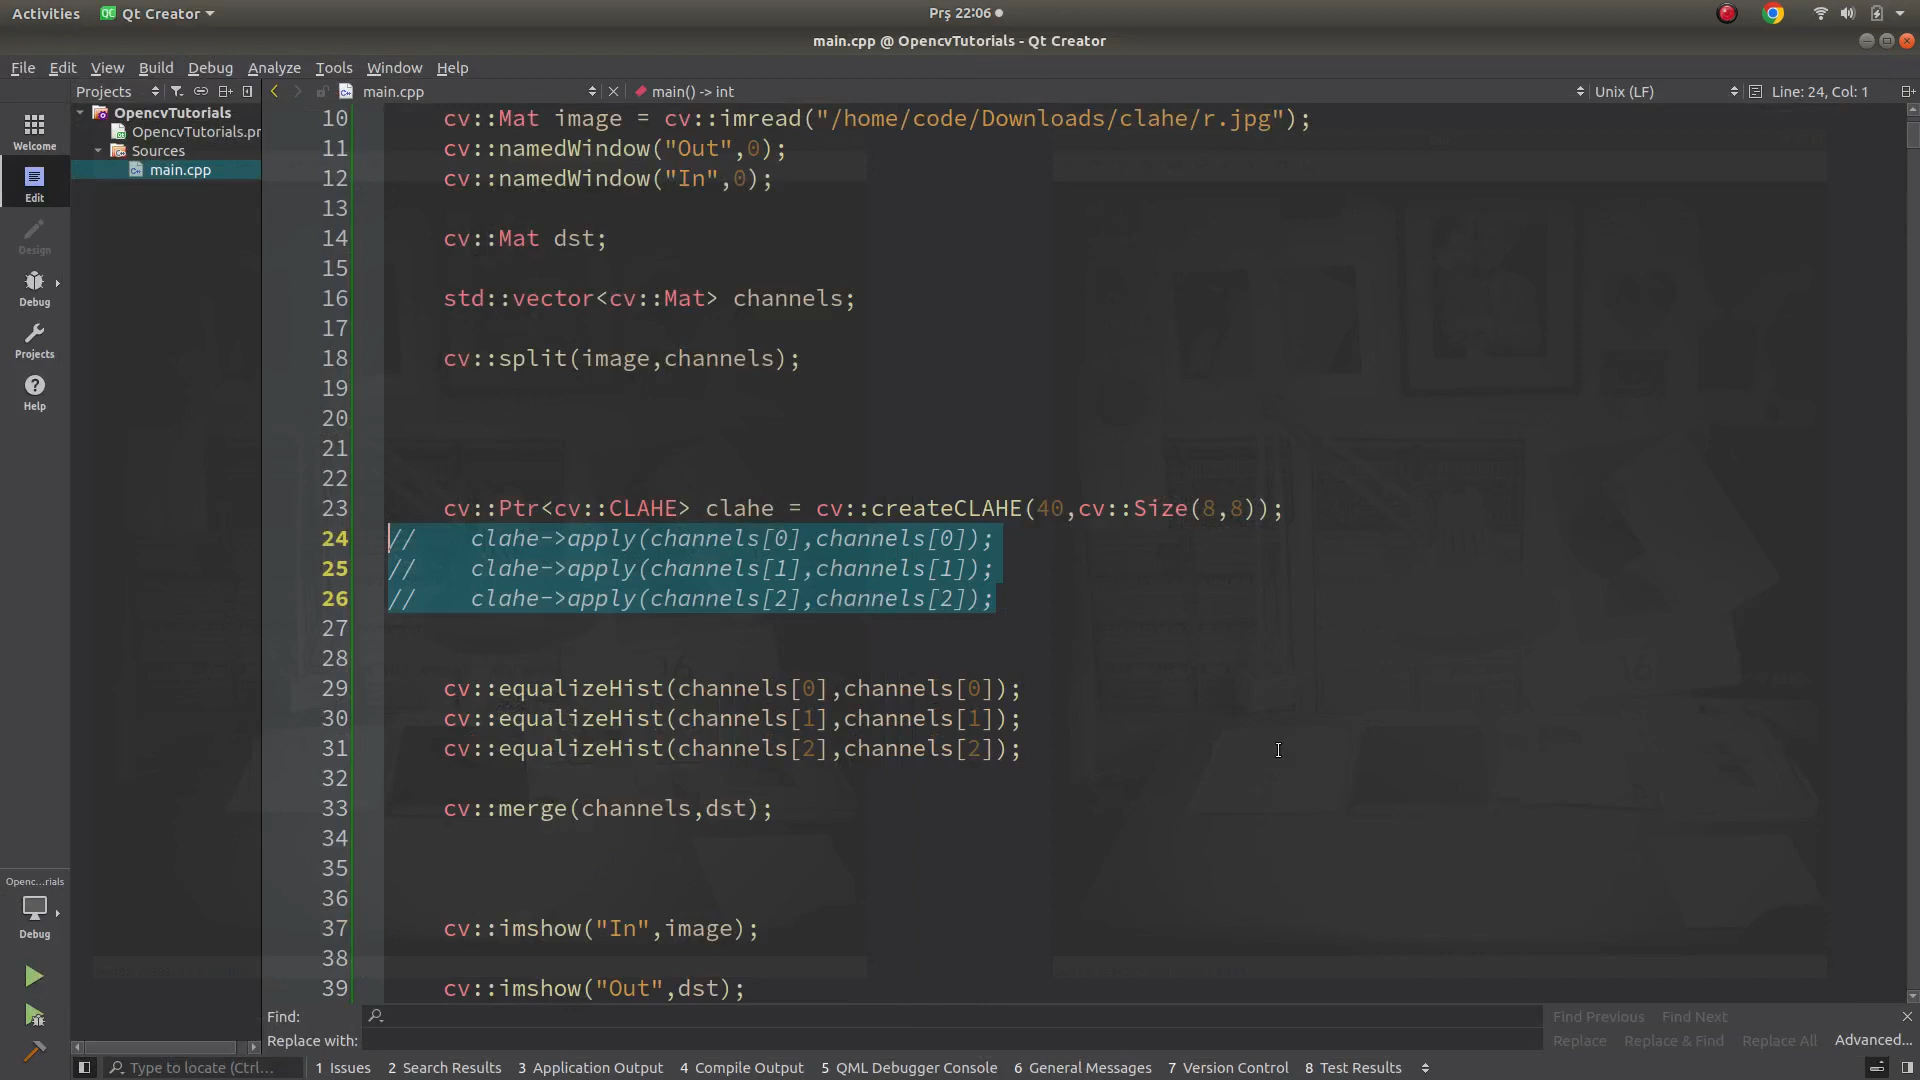 Activities Qt Creator Prş 22:06
main.cpp @ OpencvTutorials - Qt Creator
File Edit View Build Debug Analyze Tools Window Help
Projects main.cpp main() -> int Unix (LF) Line: 24, Col: 1
OpencvTutorials
OpencvTutorials.pr
Sources
main.cpp
Welcome
Edit
Design
Debug
Projects
Help
Openc...rials
Debug
10 cv::Mat image = cv::imread("/home/code/Downloads/clahe/r.jpg");
11 cv::namedWindow("Out",0);
12 cv::namedWindow("In",0);
13
14 cv::Mat dst;
15
16 std::vector<cv::Mat> channels;
17
18 cv::split(image,channels);
19
20
21
22
23 cv::Ptr<cv::CLAHE> clahe = cv::createCLAHE(40,cv::Size(8,8));
24 // clahe->apply(channels[0],channels[0]);
25 // clahe->apply(channels[1],channels[1]);
26 // clahe->apply(channels[2],channels[2]);
27
28
29 cv::equalizeHist(channels[0],channels[0]);
30 cv::equalizeHist(channels[1],channels[1]);
31 cv::equalizeHist(channels[2],channels[2]);
32
33 cv::merge(channels,dst);
34
35
36
37 cv::imshow("In",image);
38
39 cv::imshow("Out",dst);
Find: Find Previous Find Next
Replace with: Replace Replace & Find Replace All Advanced...
Type to locate (Ctrl... 1 Issues 2 Search Results 3 Application Output 4 Compile Output 5 QML Debugger Console 6 General Messages 7 Version Control 8 Test Results